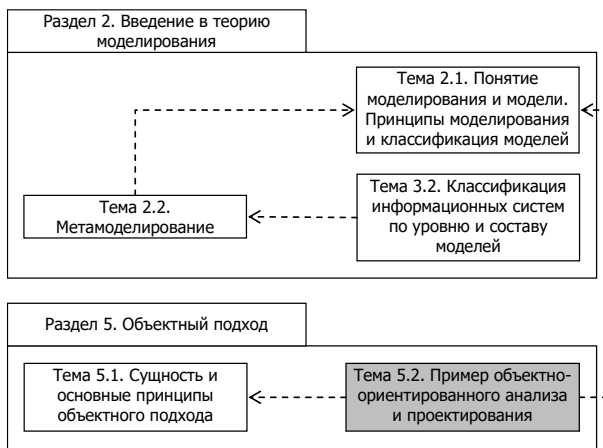 Раздел 2. Введение в теорию
моделирования
Тема 2.1. Понятие
моделирования и модели.
Принципы моделирования
и классификация моделей
Тема 2.2.
Метамоделирование
Тема 3.2. Классификация
информационных систем
по уровню и составу
моделей
Раздел 5. Объектный подход
Тема 5.1. Сущность и
основные принципы
объектного подхода
Тема 5.2. Пример объектно-
ориентированного анализа
и проектирования